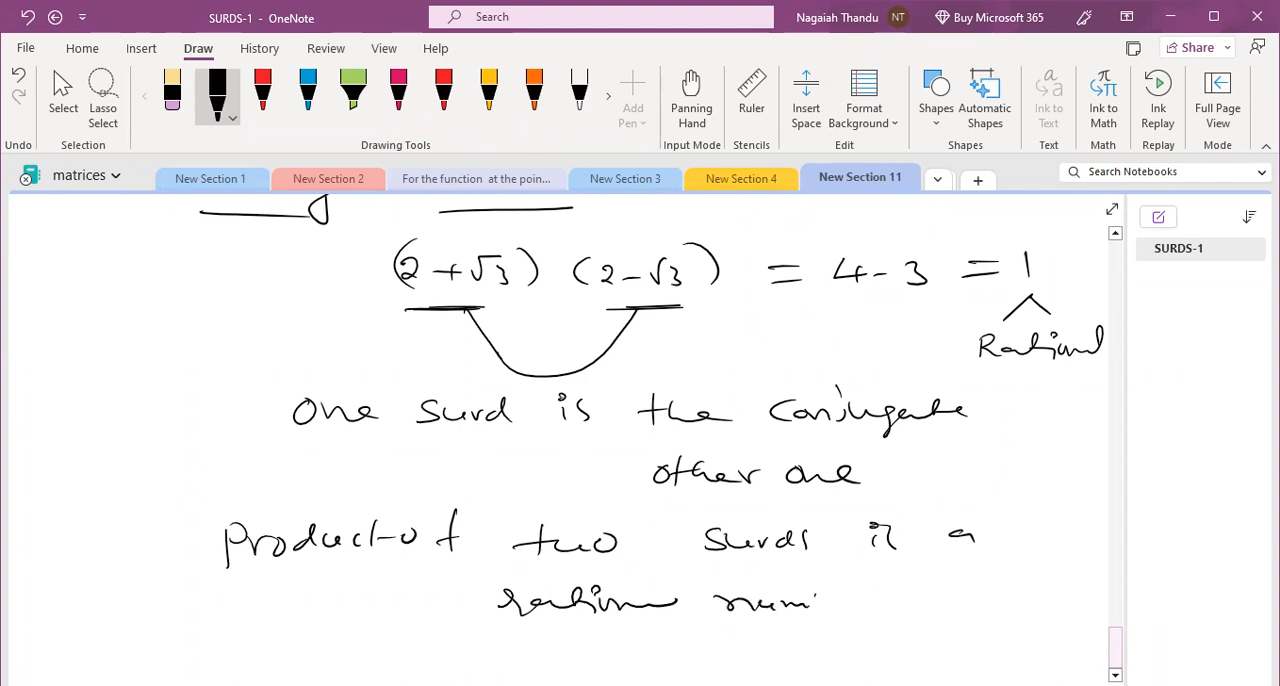 SURDS-1 - OneNote
Search
Nagaiah Thandu NT
Buy Microsoft 365
File Home Insert Draw History Review View Help
Share
Undo
Select
Lasso Select
Selection
Drawing Tools
Add Pen
Panning Hand
Input Mode
Ruler
Stencils
Insert Space
Format Background
Edit
Shapes
Automatic Shapes
Shapes
Ink to Text
Text
Ink to Math
Math
Ink Replay
Replay
Full Page View
Mode
matrices
New Section 1
New Section 2
For the function at the poin...
New Section 3
New Section 4
New Section 11
+
Search Notebooks
SURDS-1
(2 + √3) (2 - √3) = 4 - 3 = 1
Rational
One surd is the conjugate
other one
product of two surds is a
num